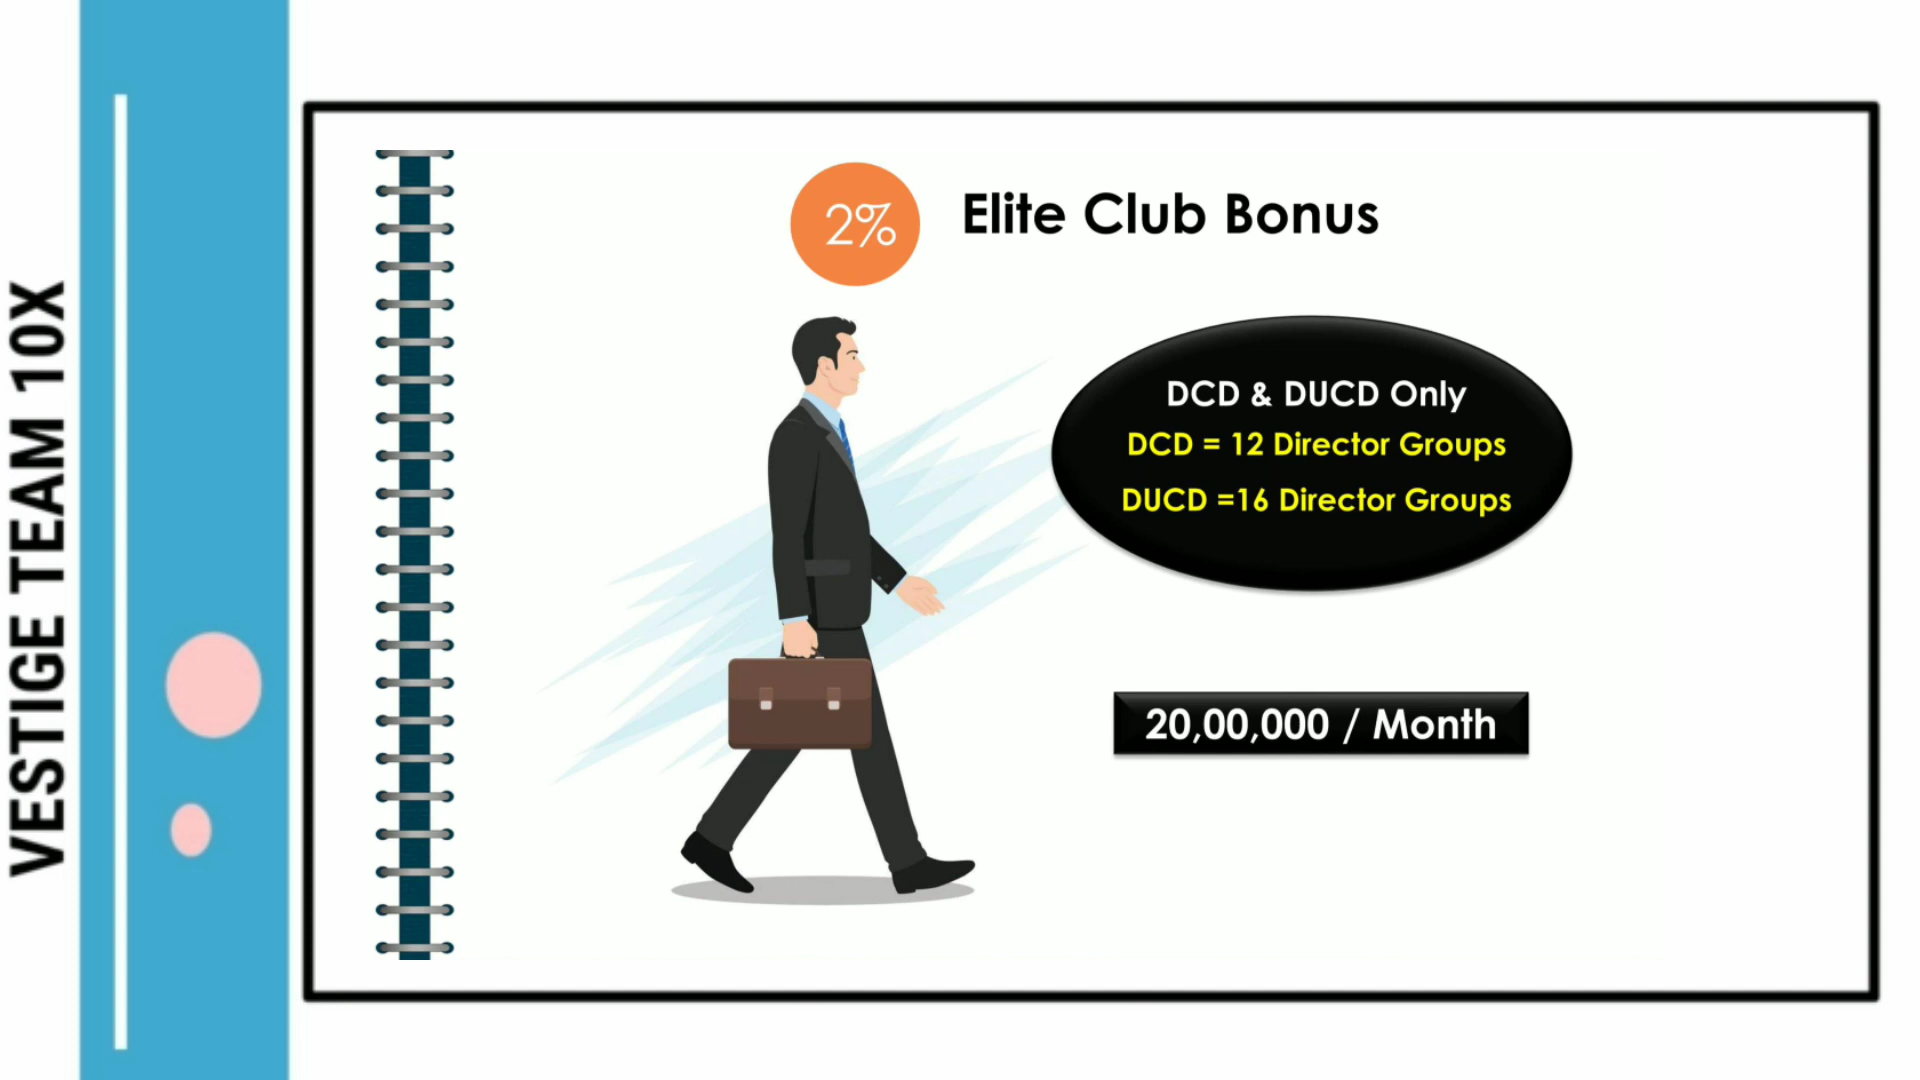 VESTIGE TEAM 10X
2%
Elite Club Bonus
DCD & DUCD Only
DCD = 12 Director Groups
DUCD =16 Director Groups
20,00,000 / Month